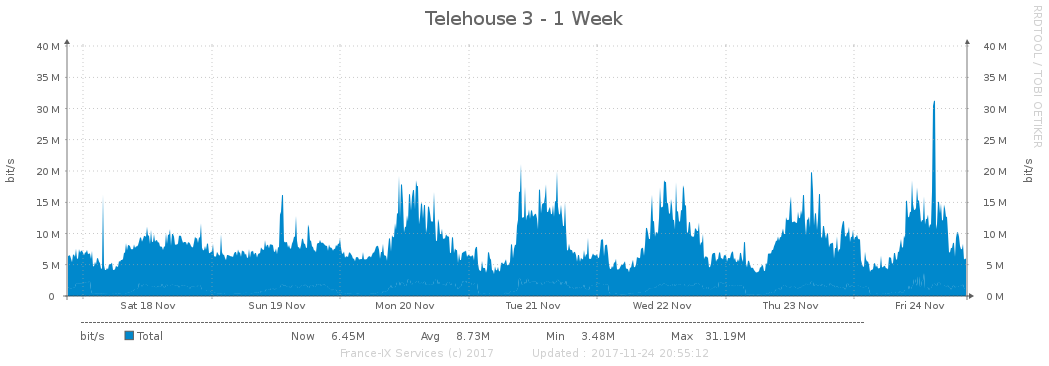 Telehouse 3 - 1 Week
RRDTOOL / TOBI OETIKER
40 M 40 M
35 M 35 M
30 M 30 M
25 M 25 M
20 M 20 M
15 M 15 M
10 M 10 M
5 M 5 M
0 0 M
bit/s
bit/s
Sat 18 Nov Sun 19 Nov Mon 20 Nov Tue 21 Nov Wed 22 Nov Thu 23 Nov Fri 24 Nov
bit/s Total Now 6.45M Avg 8.73M Min 3.48M Max 31.19M
France-IX Services (c) 2017 Updated : 2017-11-24 20:55:12